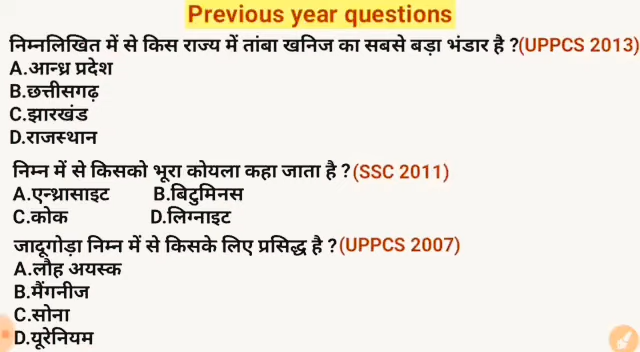 Previous year questions
निम्नलिखित में से किस राज्य में तांबा खनिज का सबसे बड़ा भंडार है ?(UPPCS 2013)
A.आन्ध्र प्रदेश
B.छत्तीसगढ़
C.झारखंड
D.राजस्थान
निम्न में से किसको भूरा कोयला कहा जाता है ?(SSC 2011)
A.एन्थ्रासाइट B.बिटुमिनस
C.कोक D.लिग्नाइट
जादूगोड़ा निम्न में से किसके लिए प्रसिद्ध है ?(UPPCS 2007)
A.लौह अयस्क
B.मैंगनीज
C.सोना
D.यूरेनियम